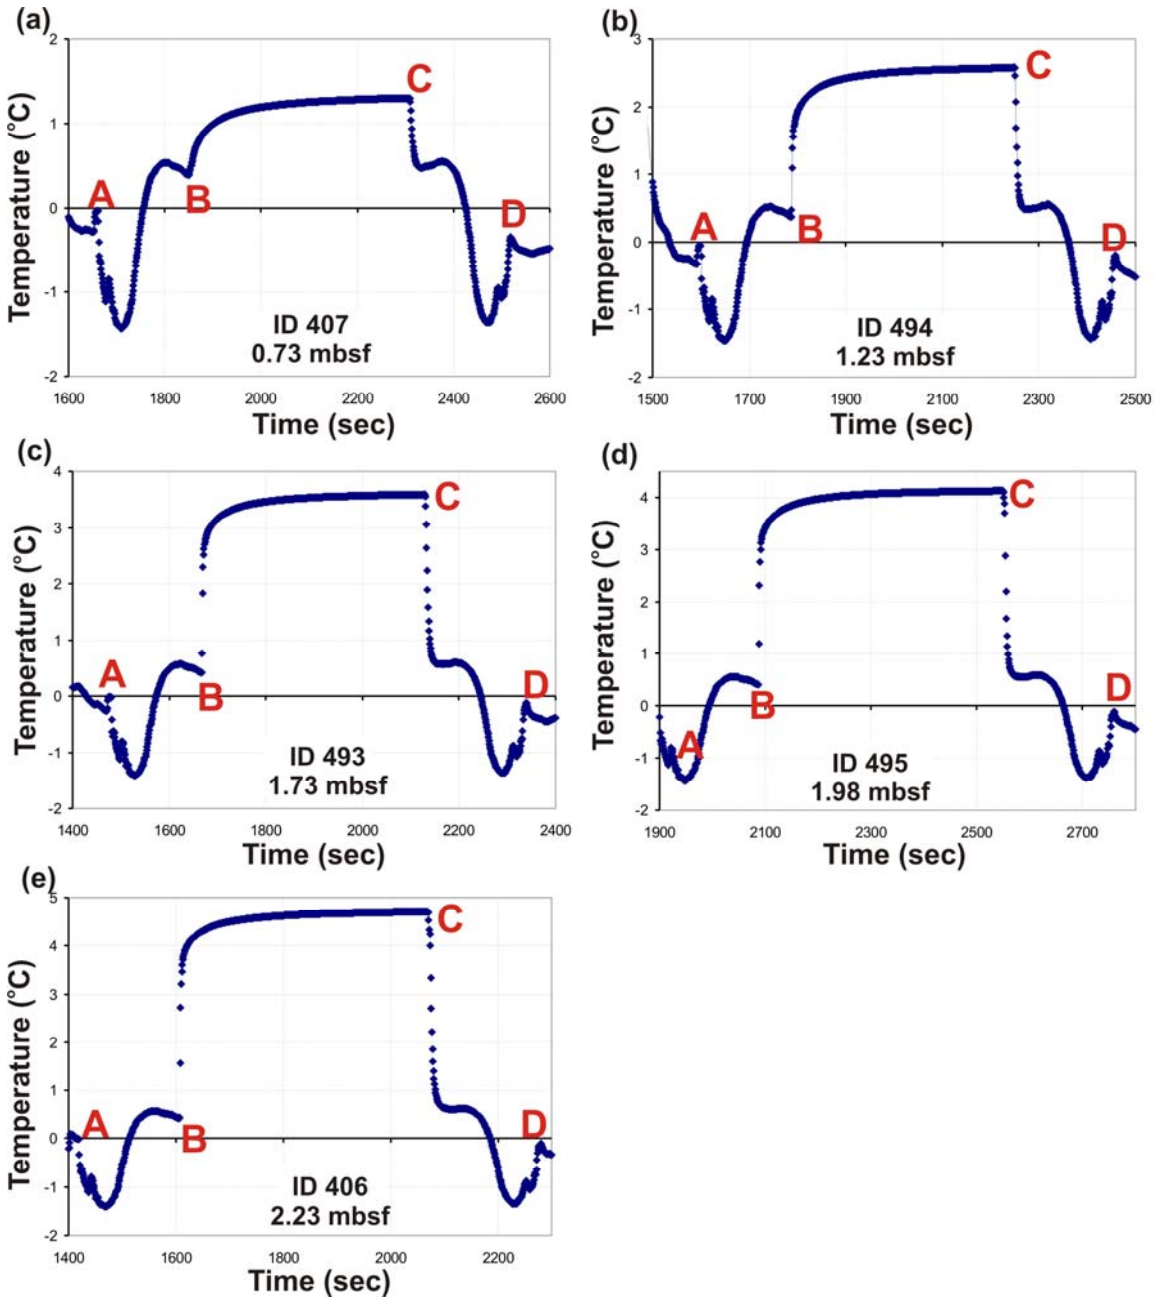 (a)
2
1
0
-1
-2
Temperature (°C)
A
B
C
D
ID 407
0.73 mbsf
1600 1800 2000 2200 2400 2600
Time (sec)
(b)
3
2
1
0
-1
-2
Temperature (°C)
A
B
C
D
ID 494
1.23 mbsf
1500 1700 1900 2100 2300 2500
Time (sec)
(c)
4
3
2
1
0
-1
-2
Temperature (°C)
A
B
C
D
ID 493
1.73 mbsf
1400 1600 1800 2000 2200 2400
Time (sec)
(d)
4
3
2
1
0
-1
-2
Temperature (°C)
A
B
C
D
ID 495
1.98 mbsf
1900 2100 2300 2500 2700
Time (sec)
(e)
5
4
3
2
1
0
-1
-2
Temperature (°C)
A
B
C
D
ID 406
2.23 mbsf
1400 1600 2000 2200
Time (sec)